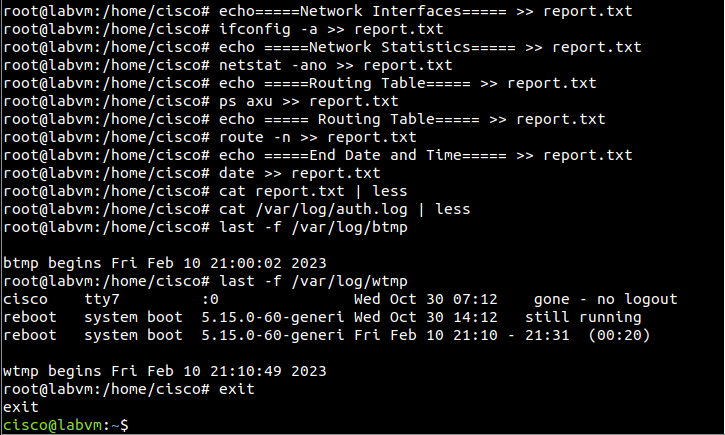 root@labvm:/home/cisco# echo=====Network Interfaces===== >> report.txt
root@labvm:/home/cisco# ifconfig -a >> report.txt
root@labvm:/home/cisco# echo =====Network Statistics===== >> report.txt
root@labvm:/home/cisco# netstat -ano >> report.txt
root@labvm:/home/cisco# echo =====Routing Table===== >> report.txt
root@labvm:/home/cisco# ps axu >> report.txt
root@labvm:/home/cisco# echo ===== Routing Table===== >> report.txt
root@labvm:/home/cisco# route -n >> report.txt
root@labvm:/home/cisco# echo =====End Date and Time===== >> report.txt
root@labvm:/home/cisco# date >> report.txt
root@labvm:/home/cisco# cat report.txt | less
root@labvm:/home/cisco# cat /var/log/auth.log | less
root@labvm:/home/cisco# last -f /var/log/btmp

btmp begins Fri Feb 10 21:00:02 2023
root@labvm:/home/cisco# last -f /var/log/wtmp
cisco    tty7         :0               Wed Oct 30 07:12    gone - no logout
reboot   system boot  5.15.0-60-generi Wed Oct 30 14:12   still running
reboot   system boot  5.15.0-60-generi Fri Feb 10 21:10 - 21:31  (00:20)

wtmp begins Fri Feb 10 21:10:49 2023
root@labvm:/home/cisco# exit
exit
cisco@labvm:~$